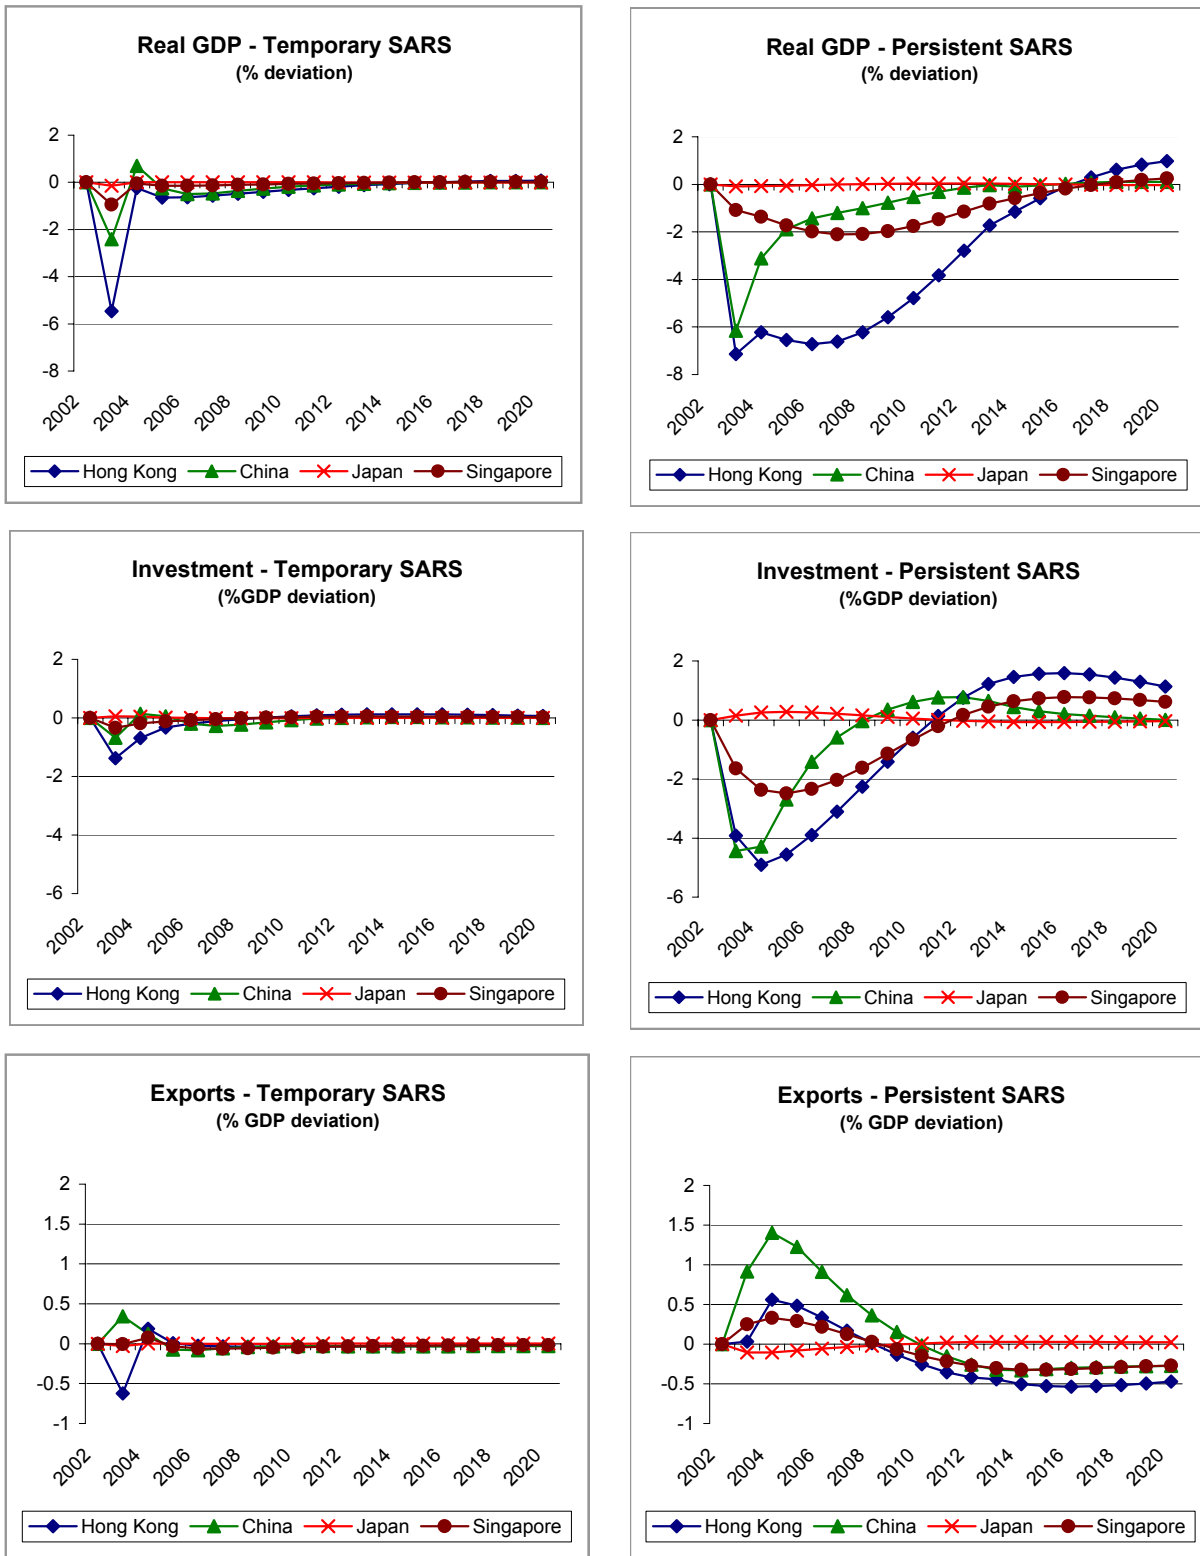 Real GDP - Temporary SARS
(% deviation)
2
0
-2
-4
-6
-8
2002 2004 2006 2008 2010 2012 2014 2016 2018 2020
Hong Kong China Japan Singapore
Real GDP - Persistent SARS
(% deviation)
2
0
-2
-4
-6
-8
2002 2004 2006 2008 2010 2012 2014 2016 2018 2020
Hong Kong China Japan Singapore
Investment - Temporary SARS
(%GDP deviation)
2
0
-2
-4
-6
2002 2004 2006 2008 2010 2012 2014 2016 2018 2020
Hong Kong China Japan Singapore
Investment - Persistent SARS
(%GDP deviation)
2
0
-2
-4
-6
2002 2004 2006 2008 2010 2012 2014 2016 2018 2020
Hong Kong China Japan Singapore
Exports - Temporary SARS
(% GDP deviation)
2
1.5
1
0.5
0
-0.5
-1
2002 2004 2006 2008 2010 2012 2014 2016 2018 2020
Hong Kong China Japan Singapore
Exports - Persistent SARS
(% GDP deviation)
2
1.5
1
0.5
0
-0.5
-1
2002 2004 2006 2008 2010 2012 2014 2016 2018 2020
Hong Kong China Japan Singapore